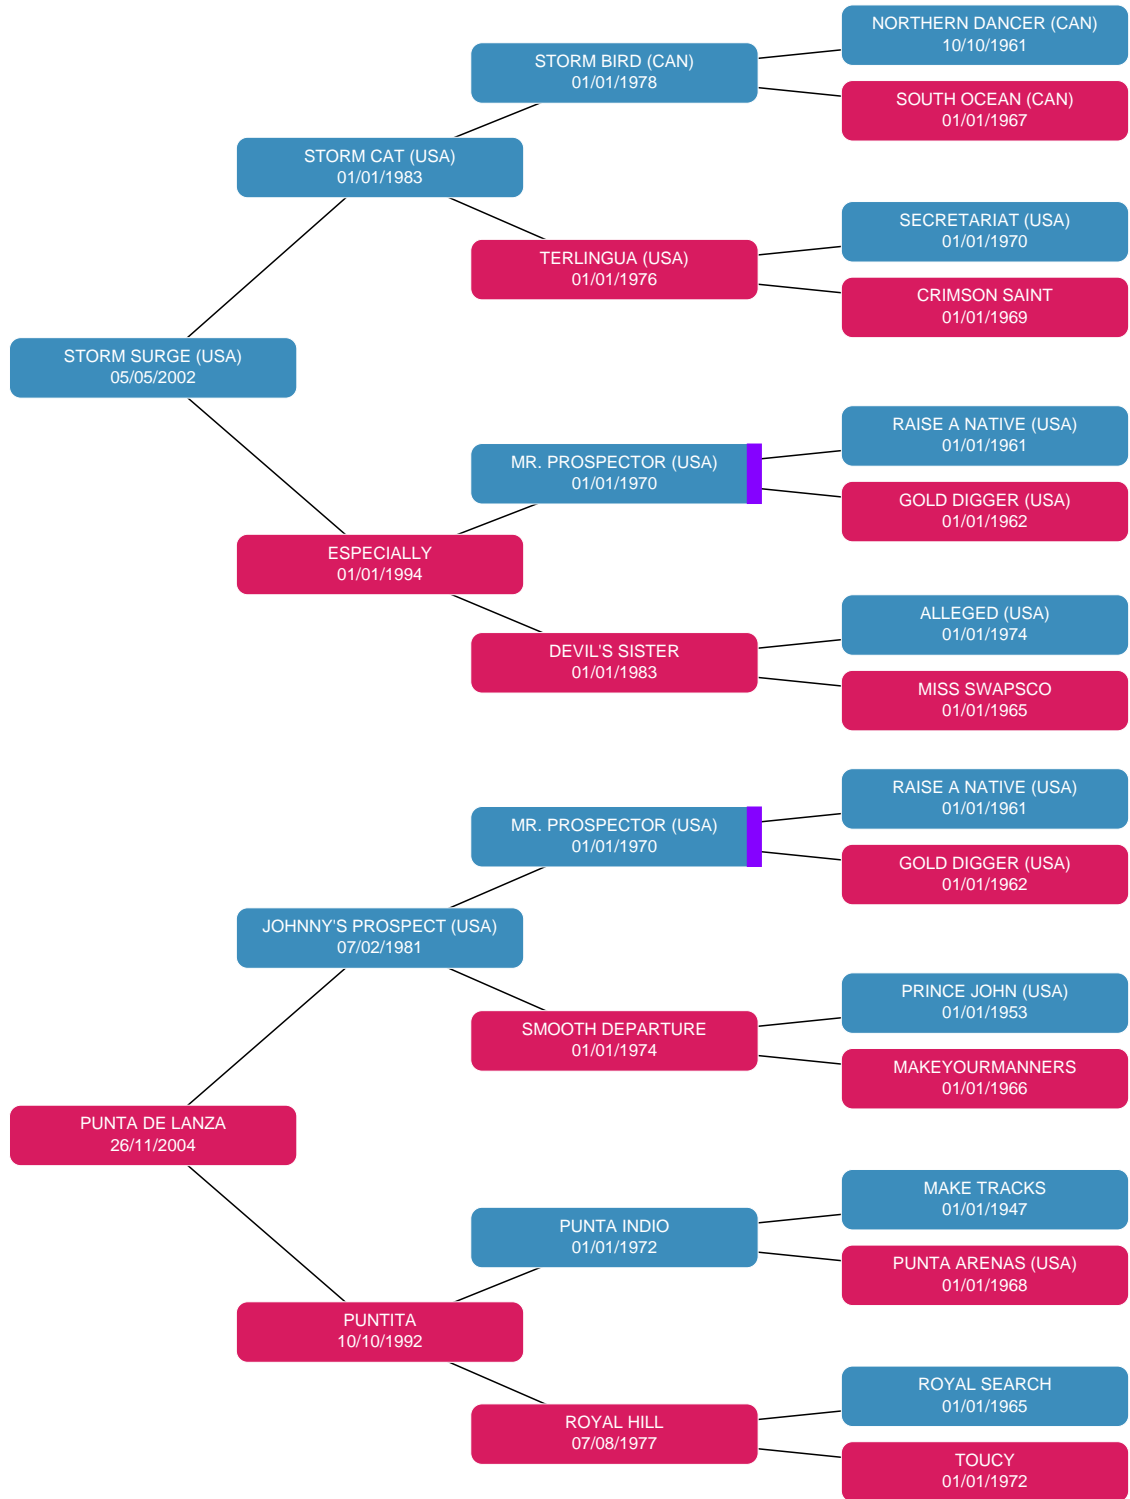 NORTHERN DANCER (CAN)
10/10/1961
STORM BIRD (CAN)
01/01/1978
SOUTH OCEAN (CAN)
01/01/1967
STORM CAT (USA)
01/01/1983
SECRETARIAT (USA)
01/01/1970
TERLINGUA (USA)
01/01/1976
CRIMSON SAINT
01/01/1969
STORM SURGE (USA)
05/05/2002
RAISE A NATIVE (USA)
01/01/1961
MR. PROSPECTOR (USA)
01/01/1970
GOLD DIGGER (USA)
01/01/1962
ESPECIALLY
01/01/1994
ALLEGED (USA)
01/01/1974
DEVIL'S SISTER
01/01/1983
MISS SWAPSCO
01/01/1965
RAISE A NATIVE (USA)
01/01/1961
MR. PROSPECTOR (USA)
01/01/1970
GOLD DIGGER (USA)
01/01/1962
JOHNNY'S PROSPECT (USA)
07/02/1981
PRINCE JOHN (USA)
01/01/1953
SMOOTH DEPARTURE
01/01/1974
MAKEYOURMANNERS
01/01/1966
PUNTA DE LANZA
26/11/2004
MAKE TRACKS
01/01/1947
PUNTA INDIO
01/01/1972
PUNTA ARENAS (USA)
01/01/1968
PUNTITA
10/10/1992
ROYAL SEARCH
01/01/1965
ROYAL HILL
07/08/1977
TOUCY
01/01/1972